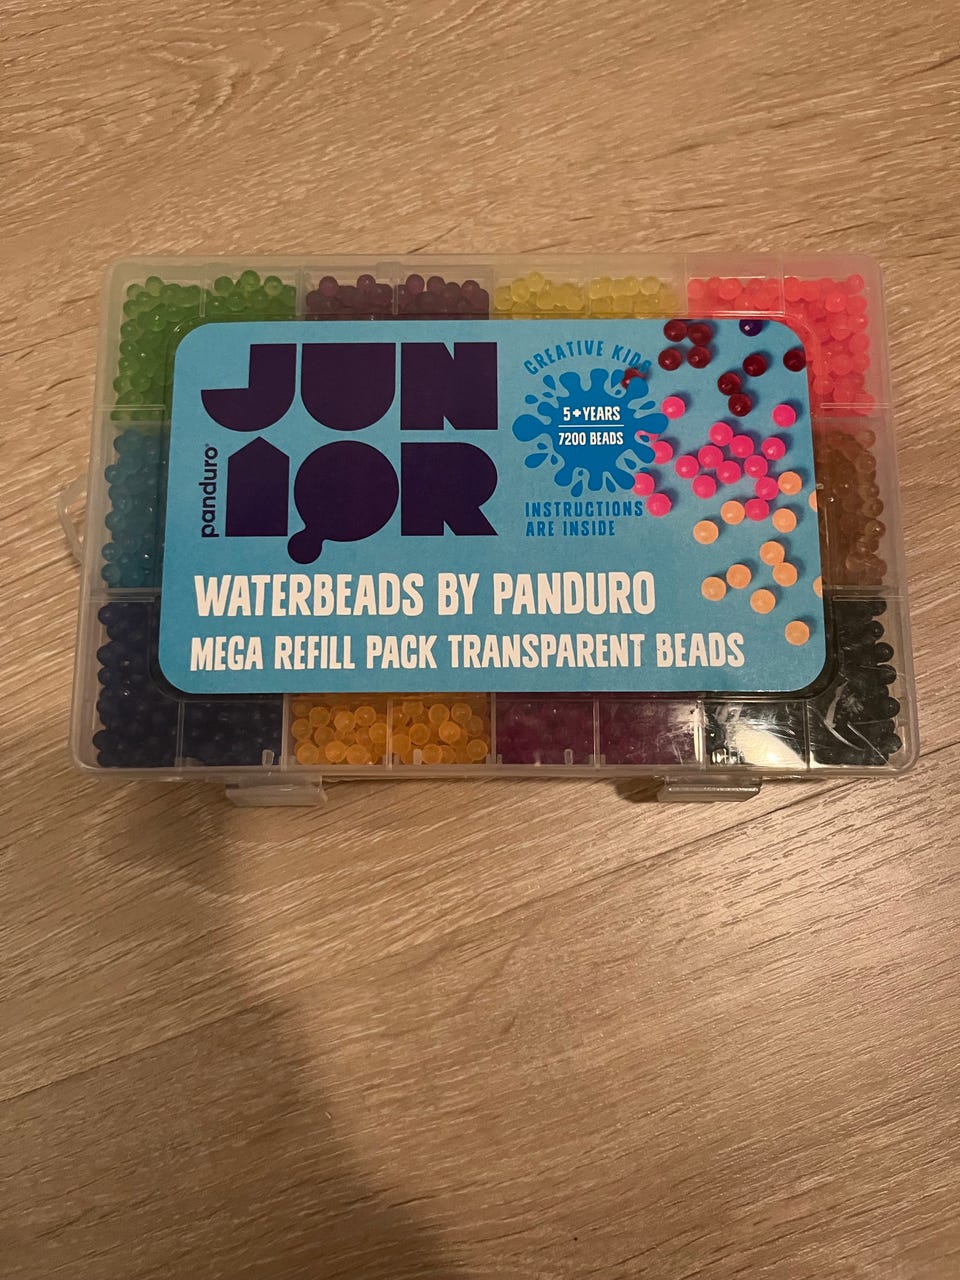 JUN
IOR
panduro®
CREATIVE KIDS
5+YEARS
7200 BEADS
INSTRUCTIONS
ARE INSIDE
WATERBEADS BY PANDURO
MEGA REFILL PACK TRANSPARENT BEADS